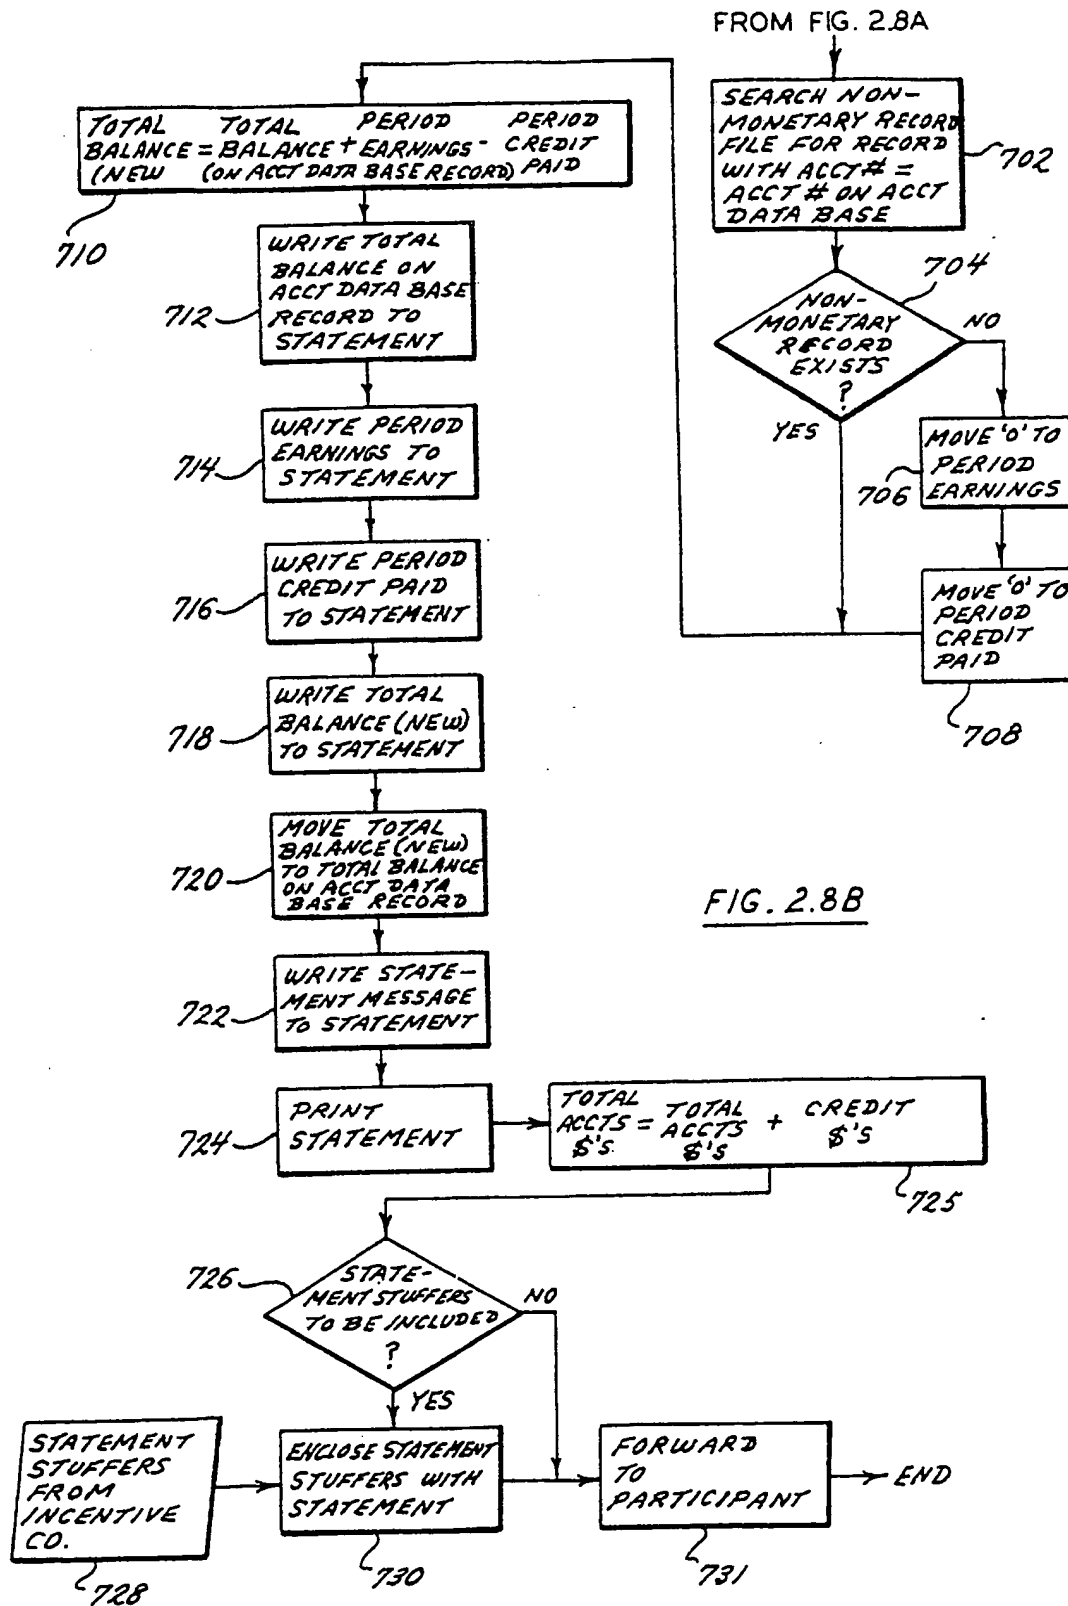 FROM FIG. 2.8A
SEARCH NON-
MONETARY RECORD
FILE FOR RECORD
WITH ACCT # =
ACCT # ON ACCT
DATA BASE
702
704
NON-
MONETARY
RECORD
EXISTS
?
NO
YES
MOVE '0' TO
PERIOD
EARNINGS
706
MOVE '0' TO
PERIOD
CREDIT
PAID
708
TOTAL TOTAL PERIOD PERIOD
BALANCE = BALANCE + EARNINGS - CREDIT
(NEW (ON ACCT DATA BASE RECORD) PAID
710
WRITE TOTAL
BALANCE ON
ACCT DATA BASE
RECORD TO
STATEMENT
712
WRITE PERIOD
EARNINGS TO
STATEMENT
714
WRITE PERIOD
CREDIT PAID
TO STATEMENT
716
WRITE TOTAL
BALANCE (NEW)
TO STATEMENT
718
MOVE TOTAL
BALANCE (NEW)
TO TOTAL BALANCE
ON ACCT DATA
BASE RECORD
720
FIG. 2.8B
WRITE STATE-
MENT MESSAGE
TO STATEMENT
722
PRINT
STATEMENT
724
TOTAL TOTAL CREDIT
ACCTS = ACCTS + $'S
$'S $'S
725
726
STATE-
MENT STUFFERS
TO BE INCLUDED
?
NO
YES
STATEMENT
STUFFERS
FROM
INCENTIVE
CO.
728
ENCLOSE STATEMENT
STUFFERS WITH
STATEMENT
730
FORWARD
TO
PARTICIPANT
731
END